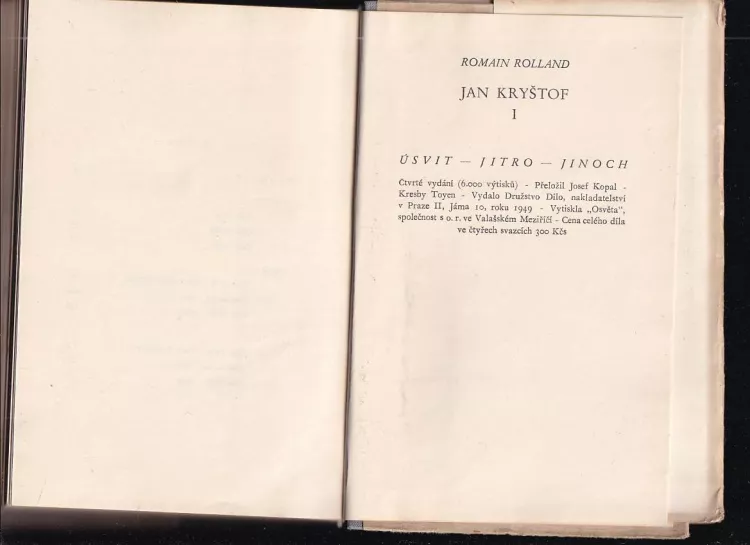 ROMAIN ROLLAND
JAN KRYŠTOF
I
ÚSVIT — JITRO — JINOCH
Čtvrté vydání (6.000 výtisků) - Přeložil Josef Kopal -
Kresby Toyen - Vydalo Družstvo Dílo, nakladatelství
v Praze II, Jáma 10, roku 1949 - Vytiskla „Osvěta",
společnost s o. r. ve Valašském Meziříčí - Cena celého díla
ve čtyřech svazcích 300 Kčs